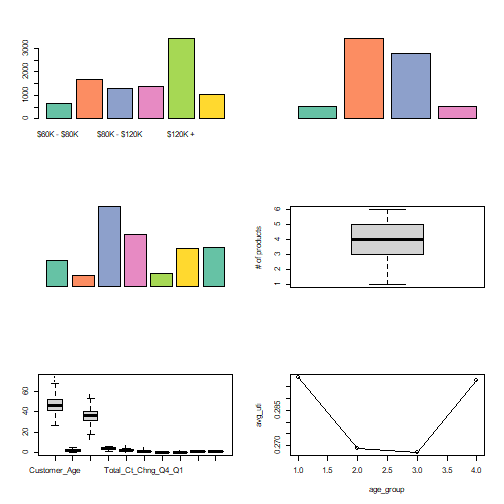 0 1000 2000 3000
$60K - $80K $80K - $120K $120K +
# of products
1 2 3 4 5 6
0 20 40 60
Customer_Age Total_Ct_Chng_Q4_Q1
avg_uti
0.270 0.285
1.0 1.5 2.0 2.5 3.0 3.5 4.0
age_group